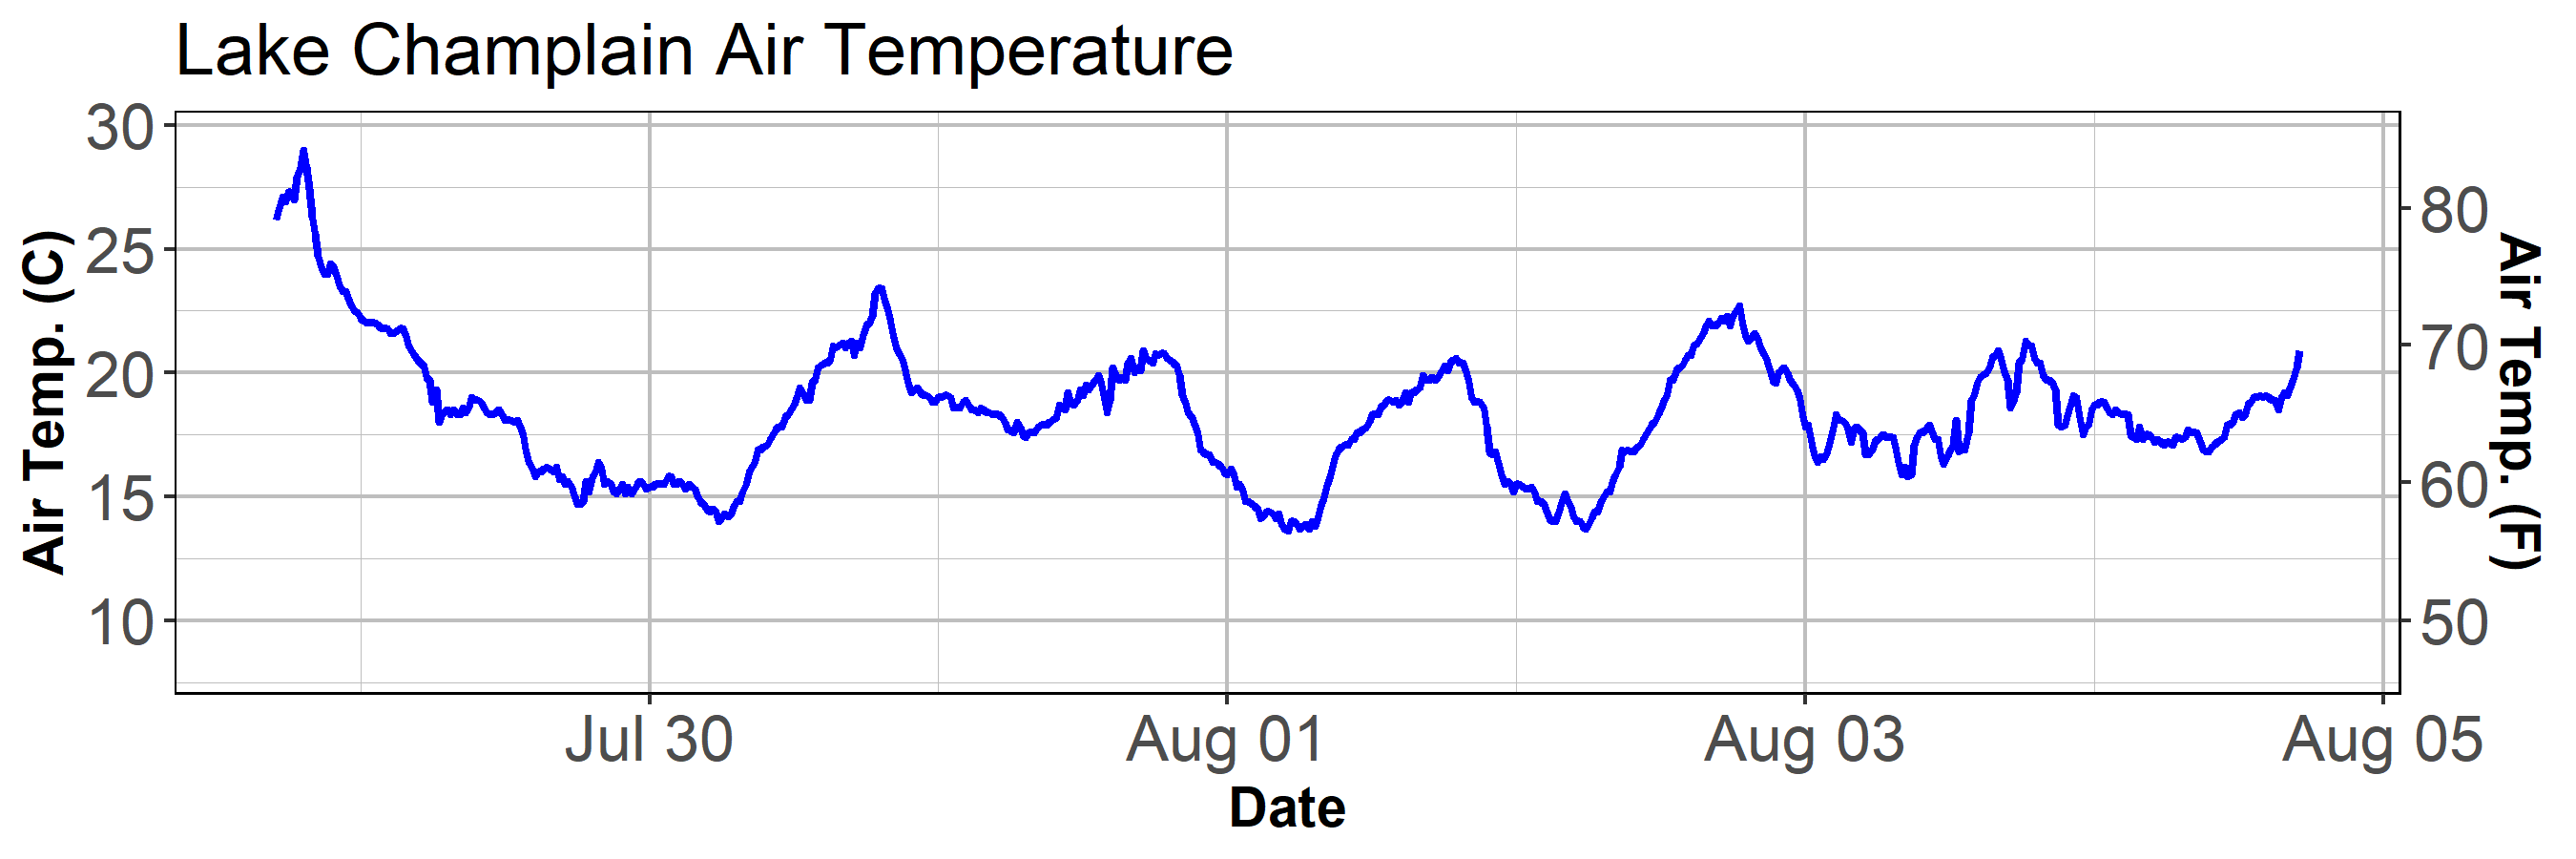 Lake Champlain Air Temperature
Air Temp. (C)
30
25
20
15
10
80
70
60
50
Air Temp. (F)
Jul 30 Aug 01 Aug 03 Aug 05
Date